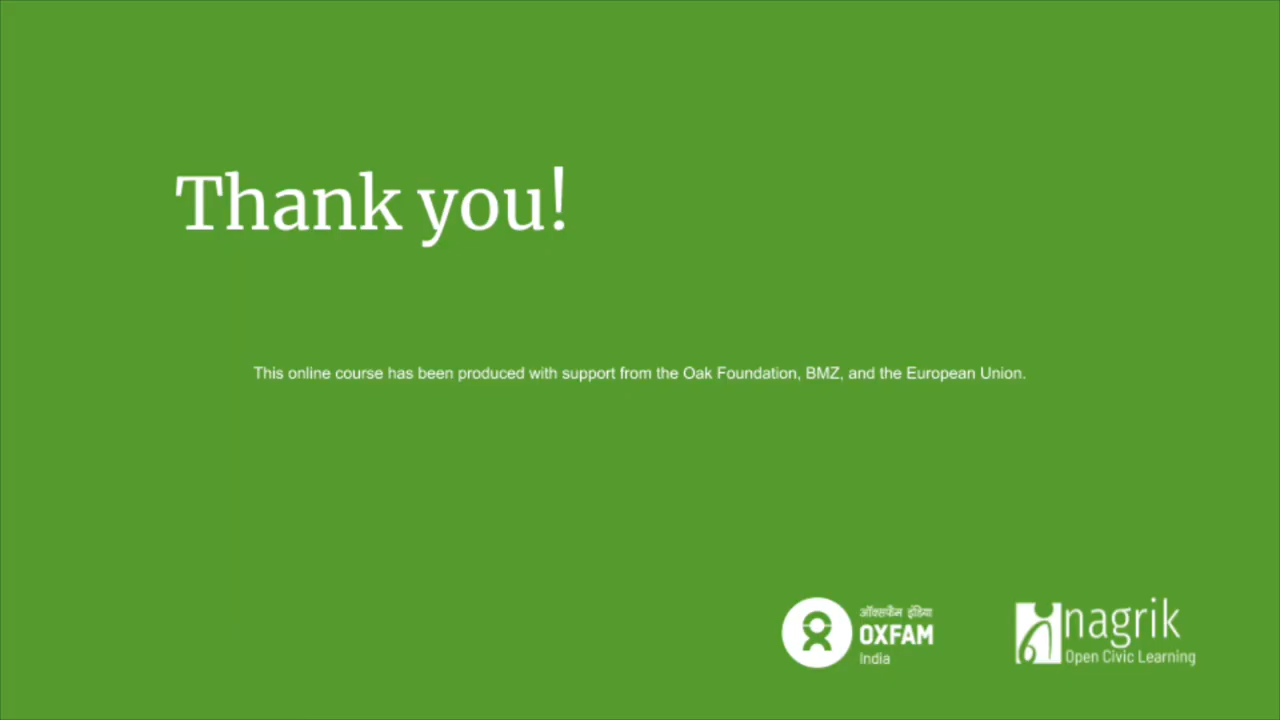 Thank you!
This online course has been produced with support from the Oak Foundation, BMZ, and the European Union.
ऑक्सफैम इंडिया
OXFAM
India
nagrik
Open Civic Learning